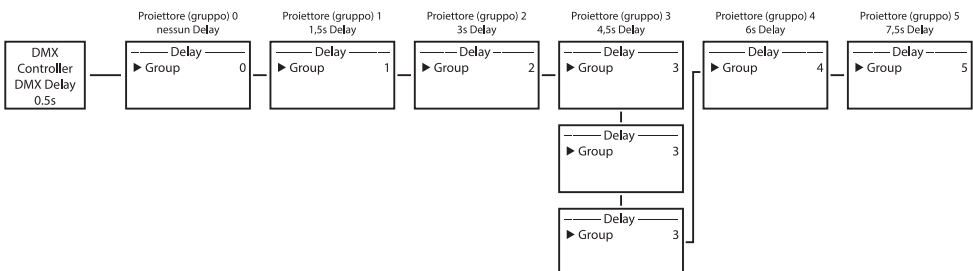 Proiettore (gruppo) 0
nessun Delay
Proiettore (gruppo) 1
1,5s Delay
Proiettore (gruppo) 2
3s Delay
Proiettore (gruppo) 3
4,5s Delay
Proiettore (gruppo) 4
6s Delay
Proiettore (gruppo) 5
7,5s Delay
DMX
Controller
DMX Delay
0.5s
Delay
▶ Group 0
Delay
▶ Group 1
Delay
▶ Group 2
Delay
▶ Group 3
Delay
▶ Group 4
Delay
▶ Group 5
Delay
▶ Group 3
Delay
▶ Group 3